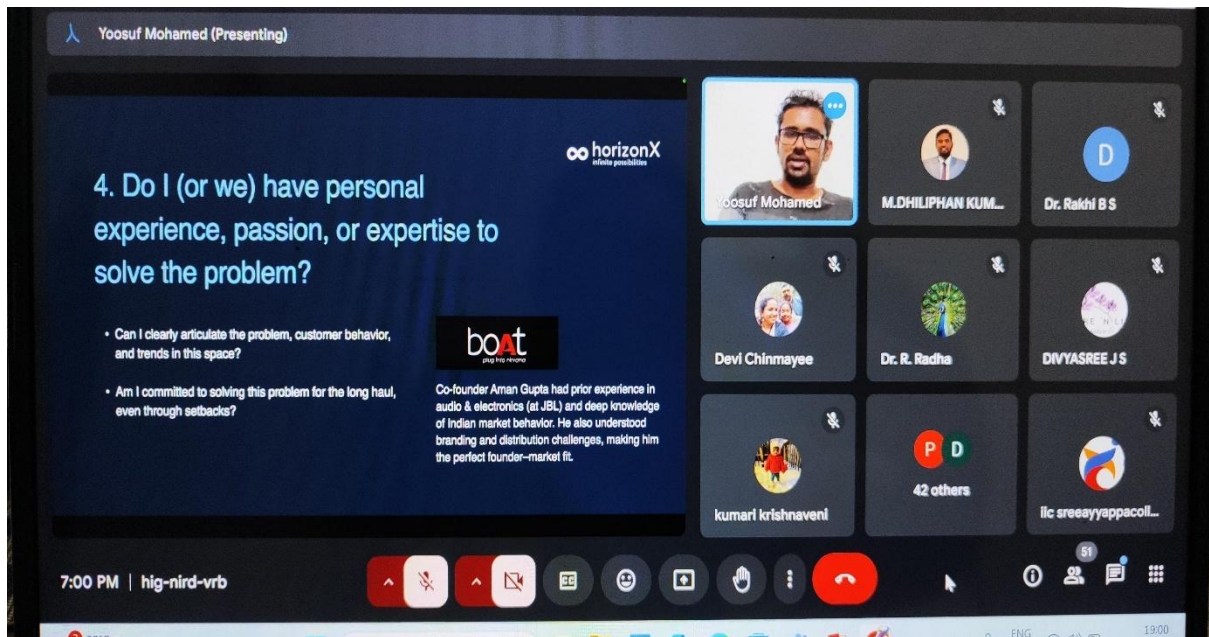 Yoosuf Mohamed (Presenting)
horizonX
infinite possibilities
4. Do I (or we) have personal
experience, passion, or expertise to
solve the problem?
• Can I clearly articulate the problem, customer behavior,
and trends in this space?
• Am I committed to solving this problem for the long haul,
even through setbacks?
boAt
plug into nirvana
Co-founder Aman Gupta had prior experience in
audio & electronics (at JBL) and deep knowledge
of Indian market behavior. He also understood
branding and distribution challenges, making him
the perfect founder–market fit.
Yoosuf Mohamed
M.DHILIPHAN KUM...
D
Dr. Rakhi B S
Devi Chinmayee
Dr. R. Radha
DIVYASREE J S
kumari krishnaveni
P D
42 others
iic sreeayyappacoll...
7:00 PM | hig-nird-vrb
CC
51
ENG
19:00